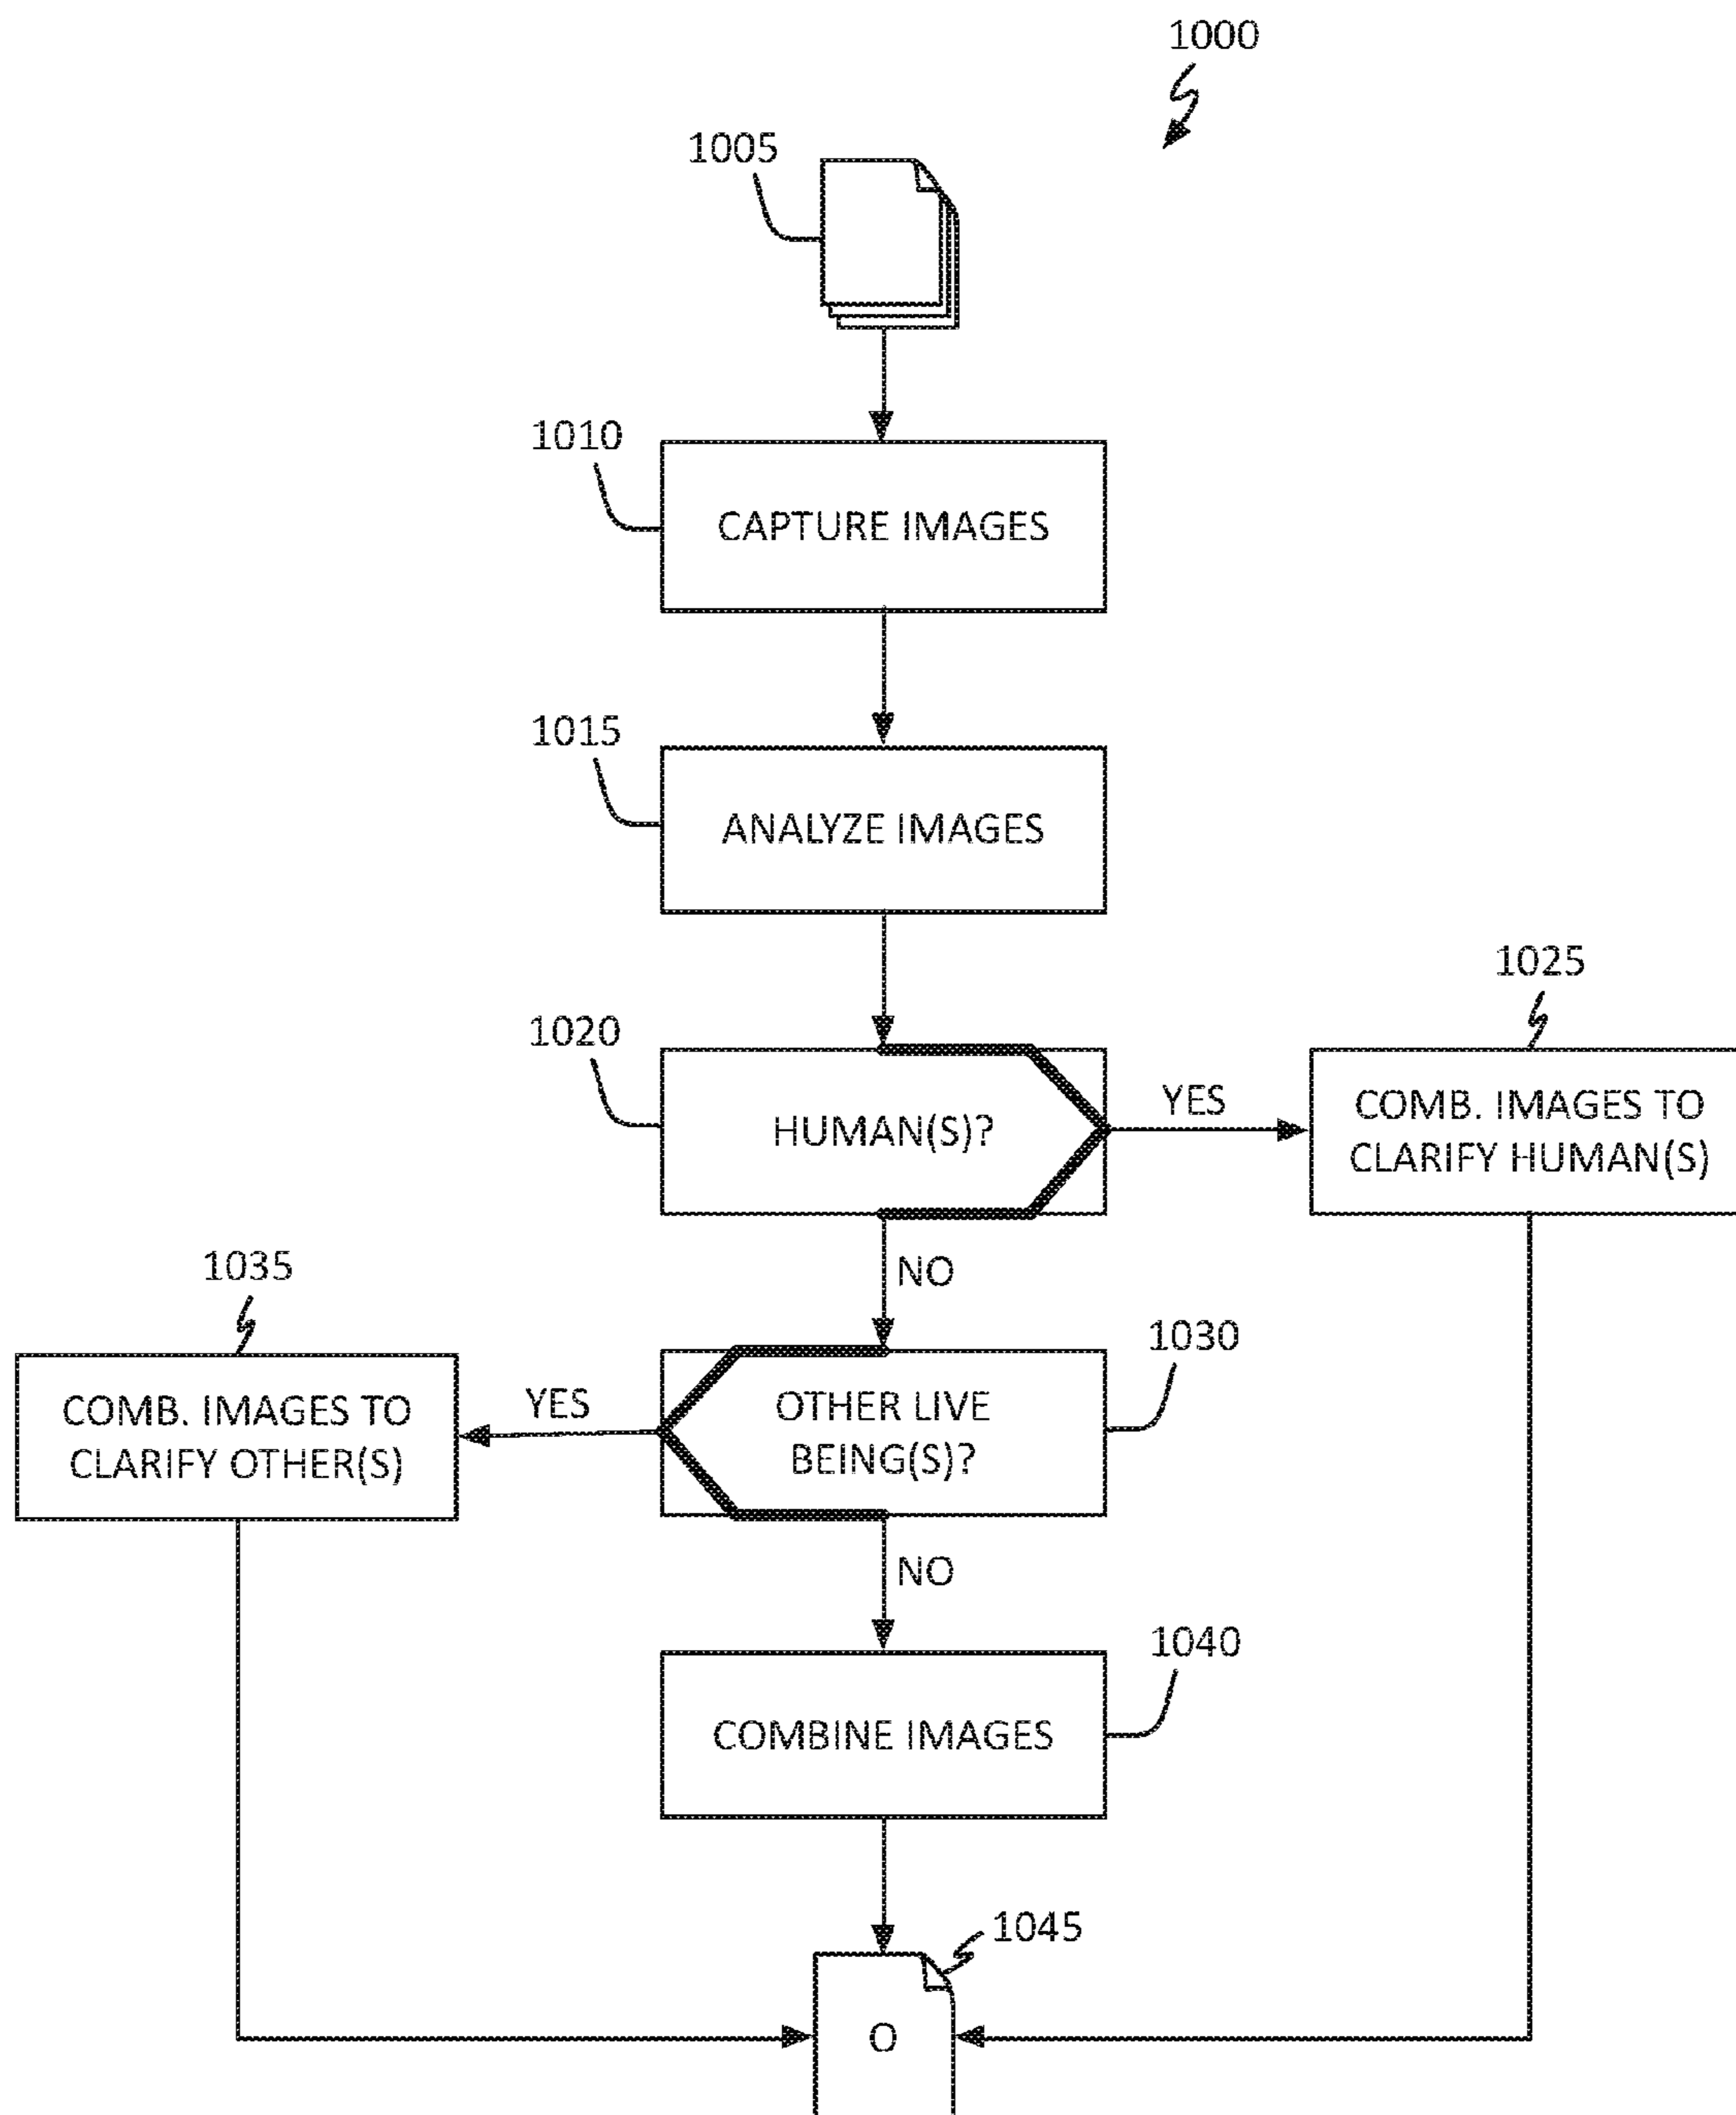 1000
1005
1010
CAPTURE IMAGES
1015
ANALYZE IMAGES
1025
1020
HUMAN(S)?
YES
COMB. IMAGES TO
CLARIFY HUMAN(S)
NO
1035
1030
COMB. IMAGES TO
CLARIFY OTHER(S)
YES
OTHER LIVE
BEING(S)?
NO
1040
COMBINE IMAGES
1045
O